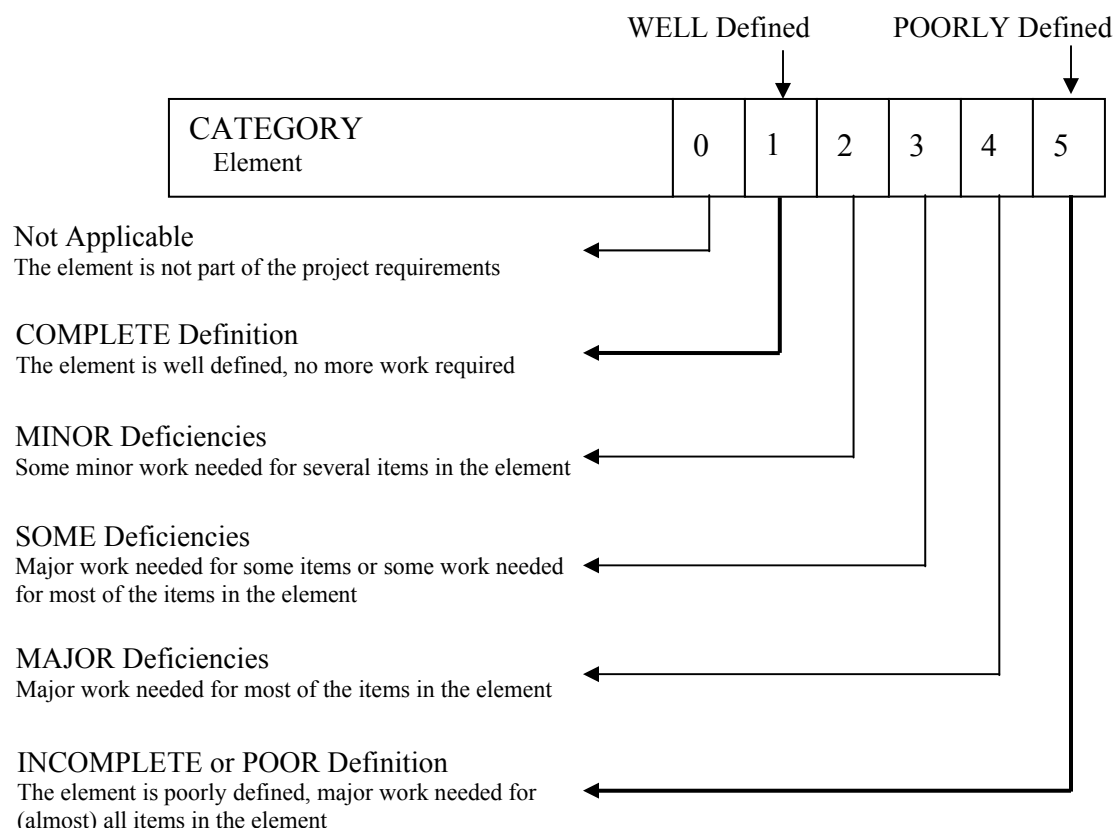 WELL Defined POORLY Defined
CATEGORY
Element
0 1 2 3 4 5
Not Applicable
The element is not part of the project requirements
COMPLETE Definition
The element is well defined, no more work required
MINOR Deficiencies
Some minor work needed for several items in the element
SOME Deficiencies
Major work needed for some items or some work needed
for most of the items in the element
MAJOR Deficiencies
Major work needed for most of the items in the element
INCOMPLETE or POOR Definition
The element is poorly defined, major work needed for
(almost) all items in the element